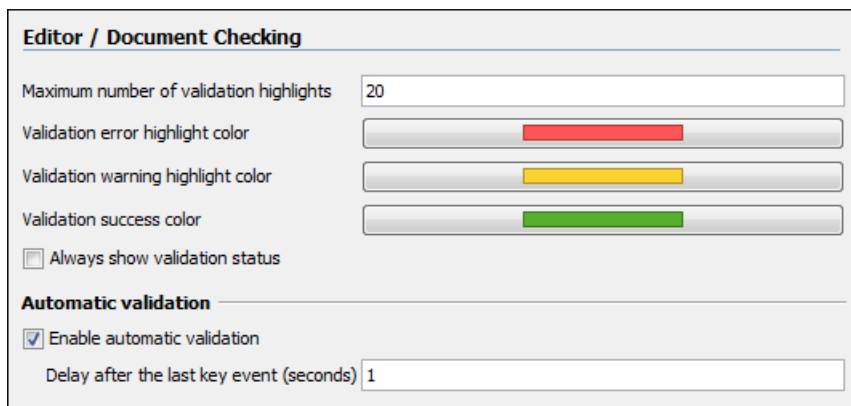 Editor / Document Checking
Maximum number of validation highlights 20
Validation error highlight color
Validation warning highlight color
Validation success color
Always show validation status
Automatic validation
Enable automatic validation
Delay after the last key event (seconds) 1